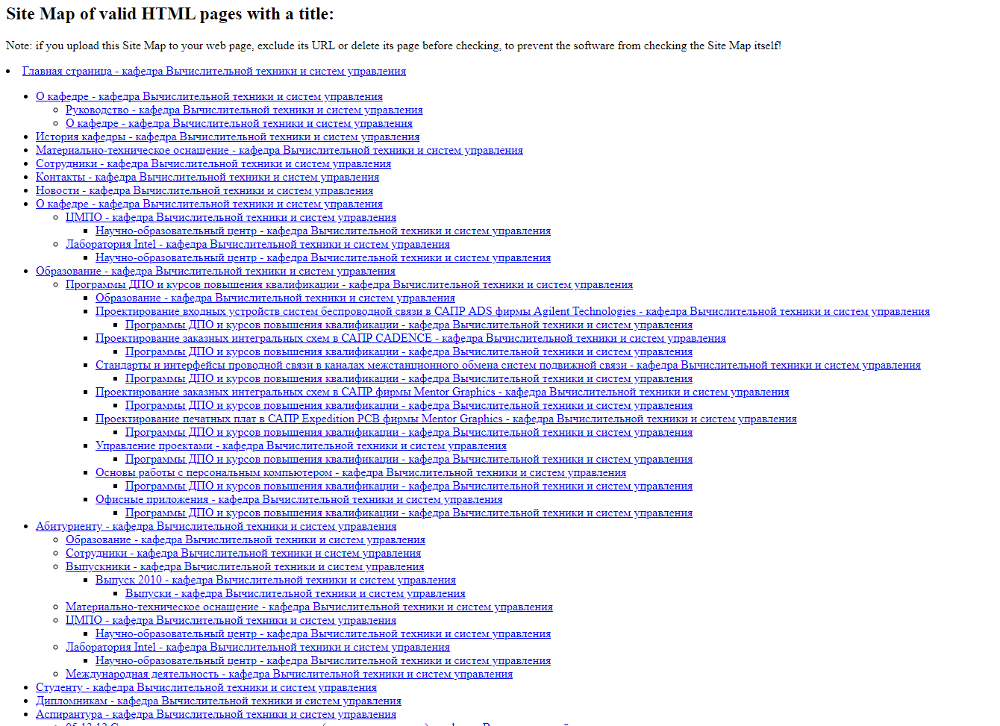 Site Map of valid HTML pages with a title:
Note: if you upload this Site Map to your web page, exclude its URL or delete its page before checking, to prevent the software from checking the Site Map itself!
Главная страница - кафедра Вычислительной техники и систем управления
О кафедре - кафедра Вычислительной техники и систем управления
Руководство - кафедра Вычислительной техники и систем управления
О кафедре - кафедра Вычислительной техники и систем управления
История кафедры - кафедра Вычислительной техники и систем управления
Материально-техническое оснащение - кафедра Вычислительной техники и систем управления
Сотрудники - кафедра Вычислительной техники и систем управления
Контакты - кафедра Вычислительной техники и систем управления
Новости - кафедра Вычислительной техники и систем управления
О кафедре - кафедра Вычислительной техники и систем управления
ЦМПО - кафедра Вычислительной техники и систем управления
Научно-образовательный центр - кафедра Вычислительной техники и систем управления
Лаборатория Intel - кафедра Вычислительной техники и систем управления
Научно-образовательный центр - кафедра Вычислительной техники и систем управления
Образование - кафедра Вычислительной техники и систем управления
Программы ДПО и курсов повышения квалификации - кафедра Вычислительной техники и систем управления
Образование - кафедра Вычислительной техники и систем управления
Проектирование входных устройств систем беспроводной связи в САПР ADS фирмы Agilent Technologies - кафедра Вычислительной техники и систем управления
Программы ДПО и курсов повышения квалификации - кафедра Вычислительной техники и систем управления
Проектирование заказных интегральных схем в САПР CADENCE - кафедра Вычислительной техники и систем управления
Программы ДПО и курсов повышения квалификации - кафедра Вычислительной техники и систем управления
Стандарты и интерфейсы проводной связи в каналах межстанционного обмена систем подвижной связи - кафедра Вычислительной техники и систем управления
Программы ДПО и курсов повышения квалификации - кафедра Вычислительной техники и систем управления
Проектирование заказных интегральных схем в САПР фирмы Mentor Graphics - кафедра Вычислительной техники и систем управления
Программы ДПО и курсов повышения квалификации - кафедра Вычислительной техники и систем управления
Проектирование печатных плат в САПР Expedition PCB фирмы Mentor Graphics - кафедра Вычислительной техники и систем управления
Программы ДПО и курсов повышения квалификации - кафедра Вычислительной техники и систем управления
Управление проектами - кафедра Вычислительной техники и систем управления
Программы ДПО и курсов повышения квалификации - кафедра Вычислительной техники и систем управления
Основы работы с персональным компьютером - кафедра Вычислительной техники и систем управления
Программы ДПО и курсов повышения квалификации - кафедра Вычислительной техники и систем управления
Офисные приложения - кафедра Вычислительной техники и систем управления
Программы ДПО и курсов повышения квалификации - кафедра Вычислительной техники и систем управления
Абитуриенту - кафедра Вычислительной техники и систем управления
Образование - кафедра Вычислительной техники и систем управления
Сотрудники - кафедра Вычислительной техники и систем управления
Выпускники - кафедра Вычислительной техники и систем управления
Выпуск 2010 - кафедра Вычислительной техники и систем управления
Выпуски - кафедра Вычислительной техники и систем управления
Материально-техническое оснащение - кафедра Вычислительной техники и систем управления
ЦМПО - кафедра Вычислительной техники и систем управления
Научно-образовательный центр - кафедра Вычислительной техники и систем управления
Лаборатория Intel - кафедра Вычислительной техники и систем управления
Научно-образовательный центр - кафедра Вычислительной техники и систем управления
Международная деятельность - кафедра Вычислительной техники и систем управления
Студенту - кафедра Вычислительной техники и систем управления
Дипломникам - кафедра Вычислительной техники и систем управления
Аспирантура - кафедра Вычислительной техники и систем управления